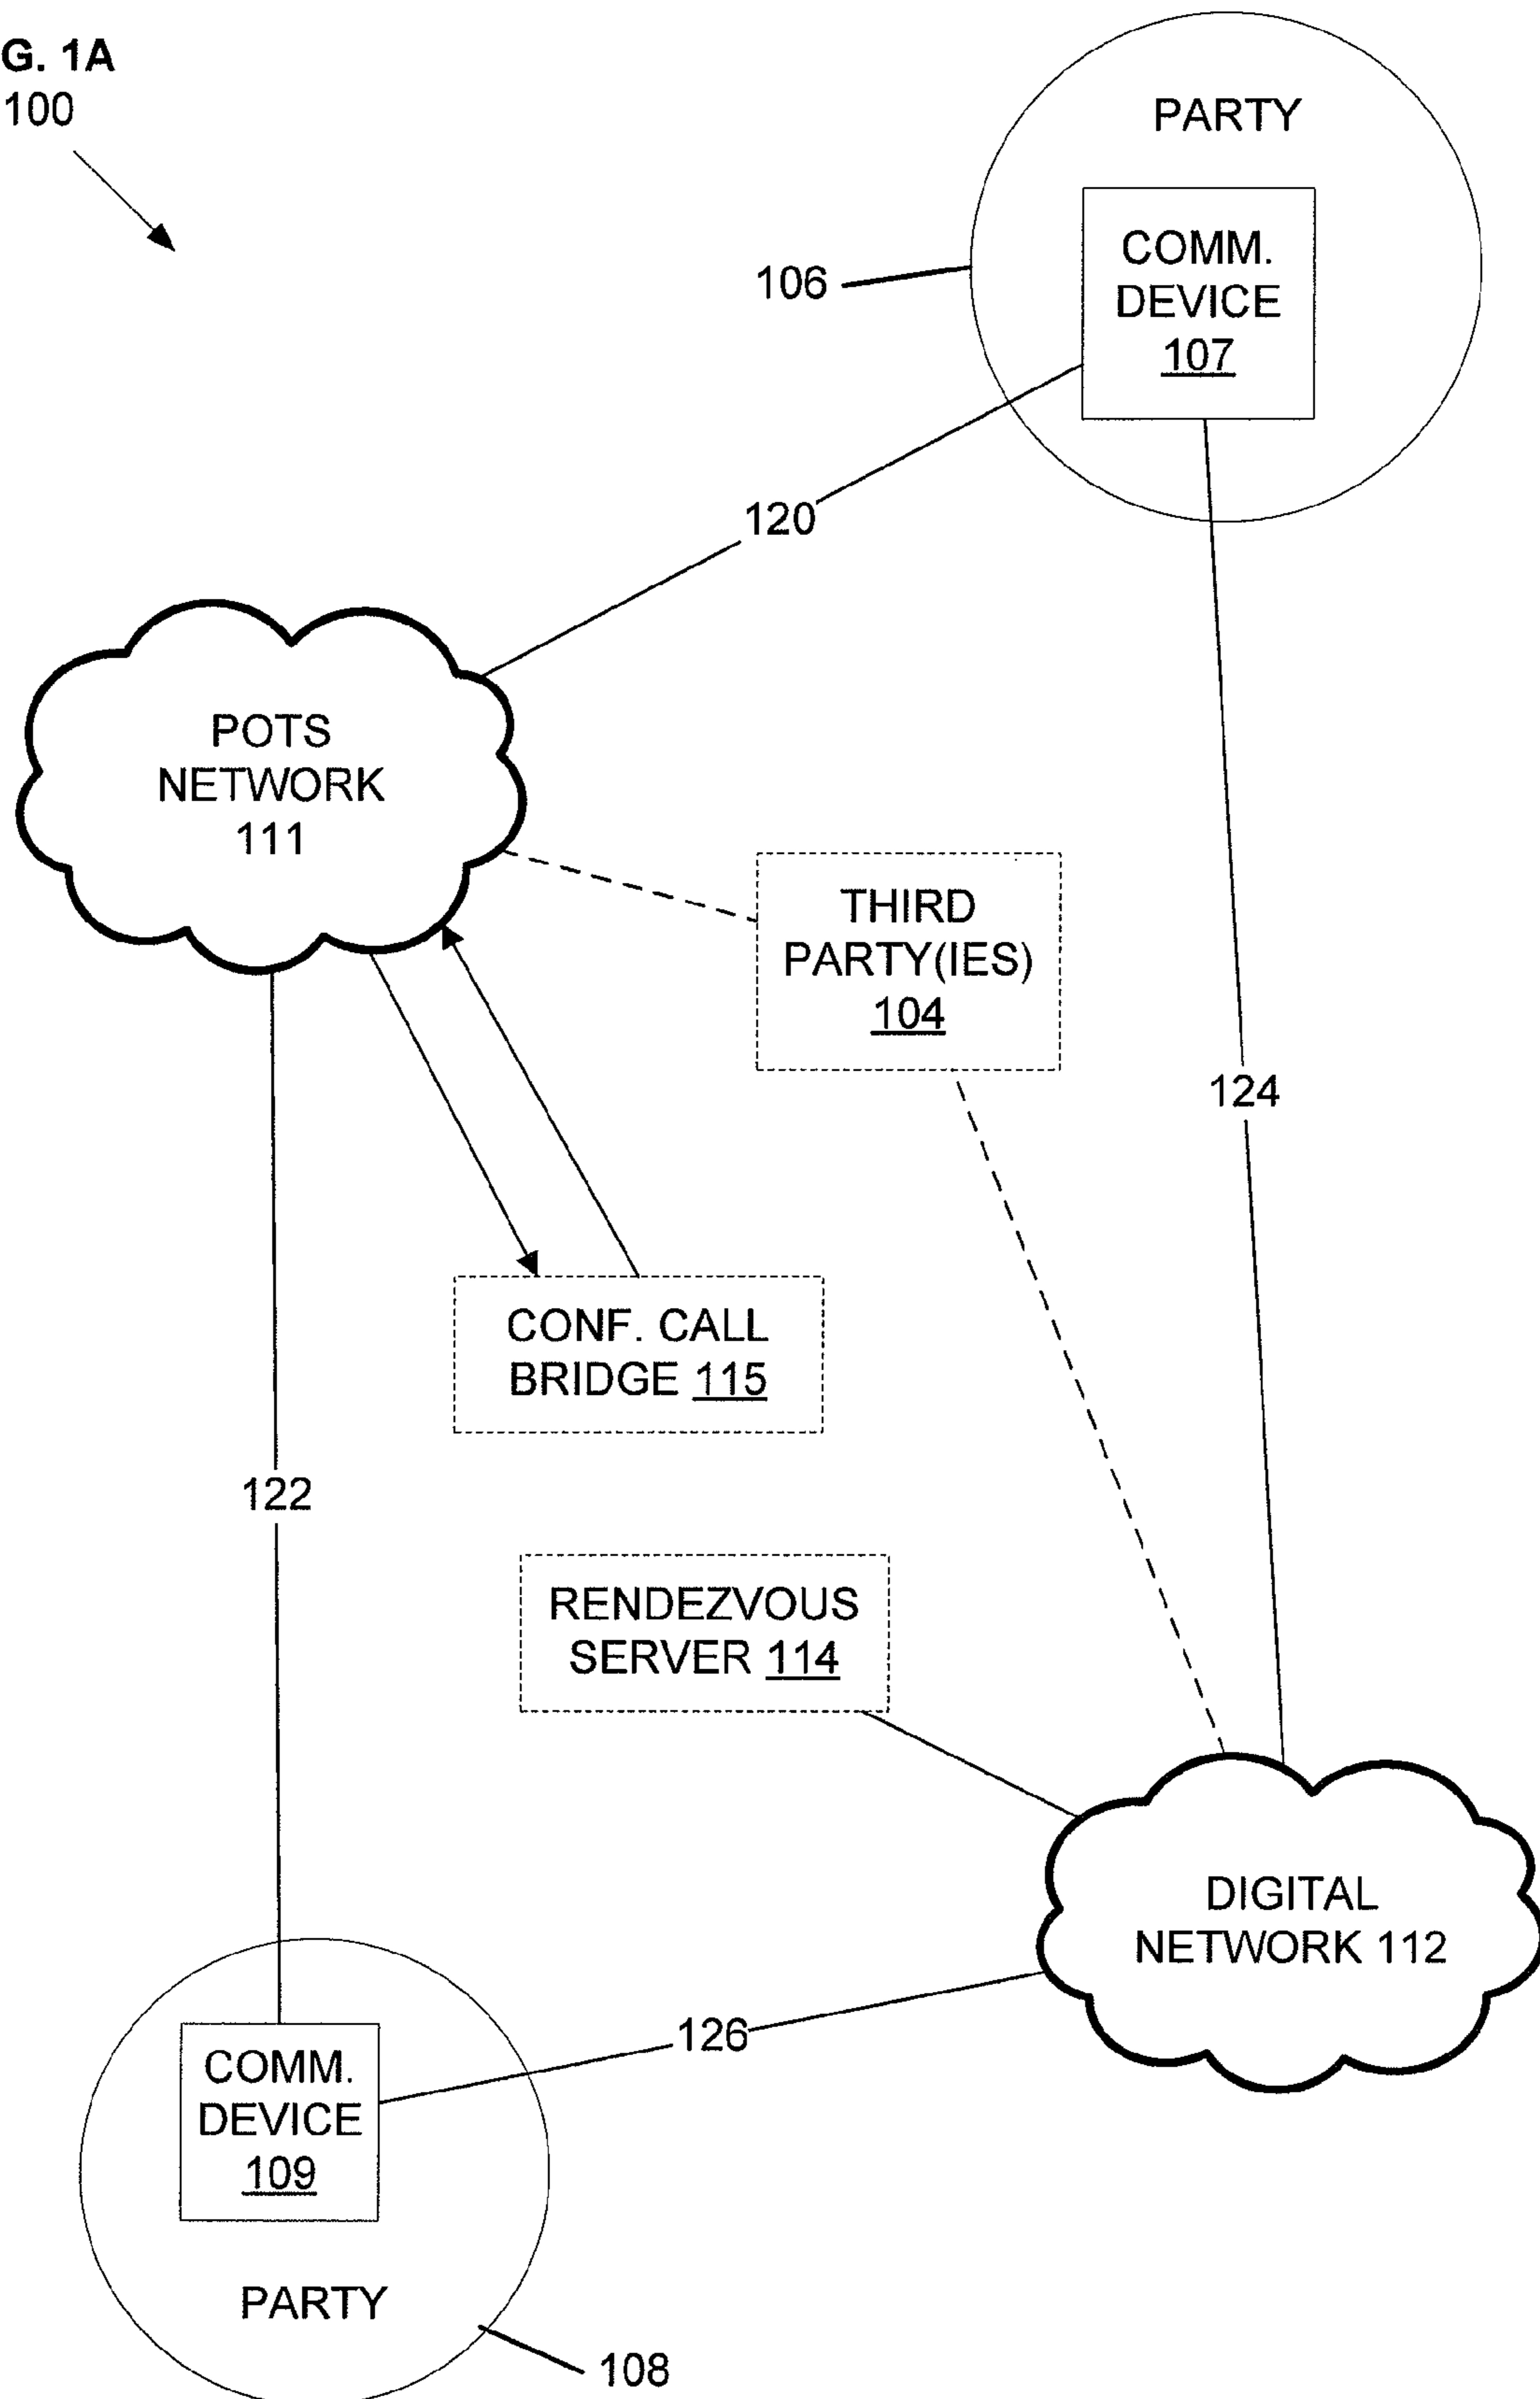 G. 1A
100
PARTY
COMM.
DEVICE
107
106
120
POTS
NETWORK
111
THIRD
PARTY(IES)
104
124
CONF. CALL
BRIDGE 115
122
RENDEZVOUS
SERVER 114
DIGITAL
NETWORK 112
126
COMM.
DEVICE
109
PARTY
108